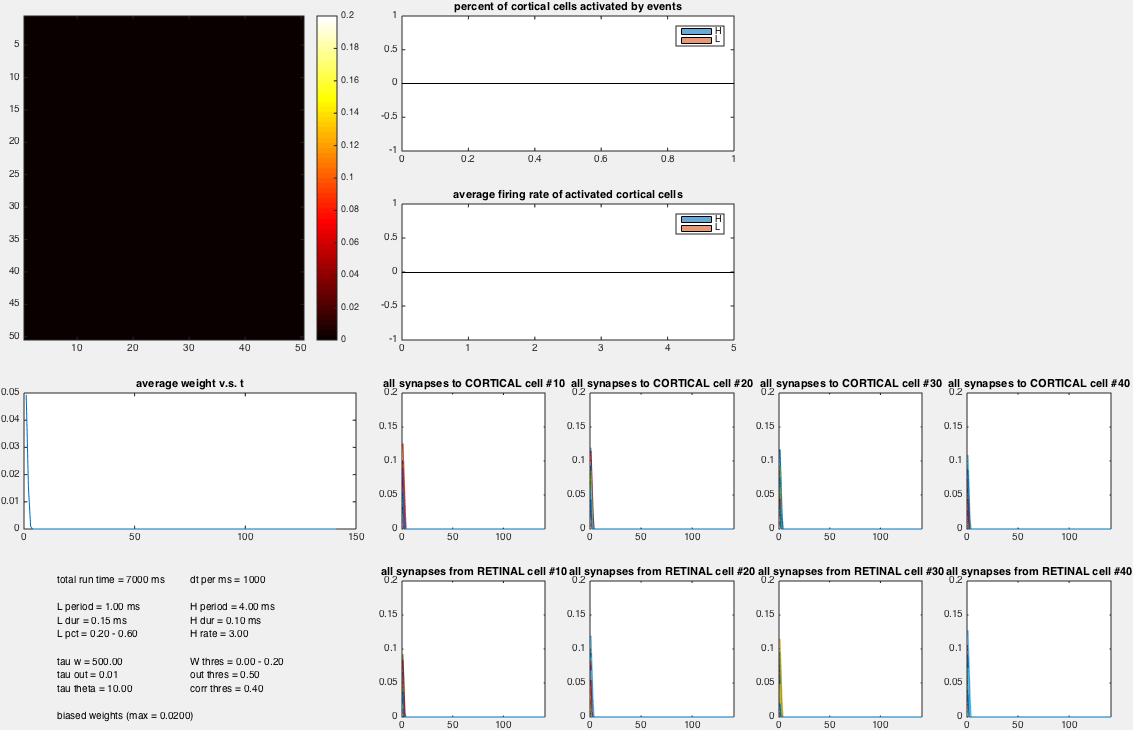 percent of cortical cells activated by events
H
L
1
0.5
0
-0.5
-1
0 0.2 0.4 0.6 0.8 1
5
10
15
20
25
30
35
40
45
50
10 20 30 40 50
0.2
0.18
0.16
0.14
0.12
0.1
0.08
0.06
0.04
0.02
0
average firing rate of activated cortical cells
H
L
1
0.5
0
-0.5
-1
0 1 2 3 4 5
average weight v.s. t
0.05
0.04
0.03
0.02
0.01
0
0 50 100 150
all synapses to CORTICAL cell #10
0.2
0.15
0.1
0.05
0
0 50 100
all synapses to CORTICAL cell #20
0.2
0.15
0.1
0.05
0
0 50 100
all synapses to CORTICAL cell #30
0.2
0.15
0.1
0.05
0
0 50 100
all synapses to CORTICAL cell #40
0.2
0.15
0.1
0.05
0
0 50 100
total run time = 7000 ms dt per ms = 1000
L period = 1.00 ms H period = 4.00 ms
L dur = 0.15 ms H dur = 0.10 ms
L pct = 0.20 - 0.60 H rate = 3.00
tau w = 500.00 W thres = 0.00 - 0.20
tau out = 0.01 out thres = 0.50
tau theta = 10.00 corr thres = 0.40
biased weights (max = 0.0200)
all synapses from RETINAL cell #10
0.2
0.15
0.1
0.05
0
0 50 100
all synapses from RETINAL cell #20
0.2
0.15
0.1
0.05
0
0 50 100
all synapses from RETINAL cell #30
0.2
0.15
0.1
0.05
0
0 50 100
all synapses from RETINAL cell #40
0.2
0.15
0.1
0.05
0
0 50 100